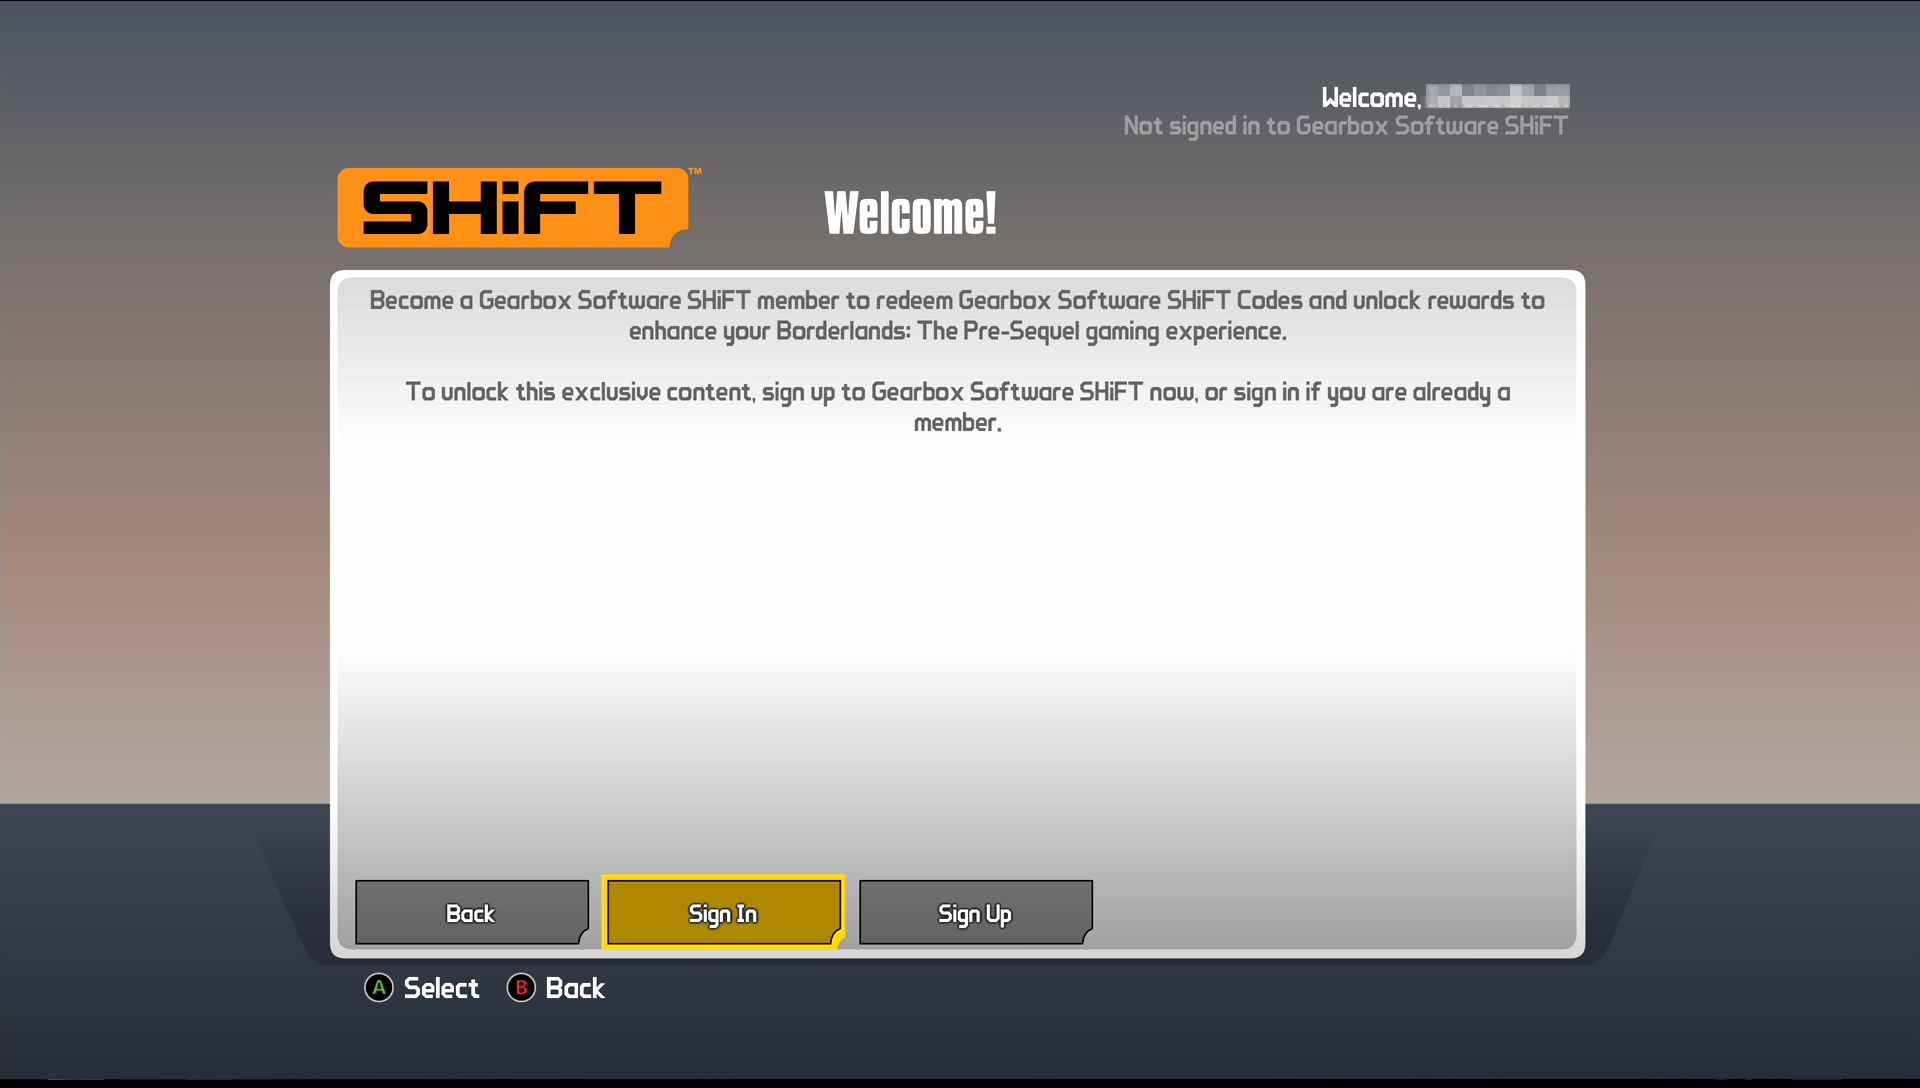 Welcome,
Not signed in to Gearbox Software SHiFT
SHiFT™
Welcome!
Become a Gearbox Software SHiFT member to redeem Gearbox Software SHiFT Codes and unlock rewards to
enhance your Borderlands: The Pre-Sequel gaming experience.
To unlock this exclusive content, sign up to Gearbox Software SHiFT now, or sign in if you are already a
member.
Back
Sign In
Sign Up
A Select B Back